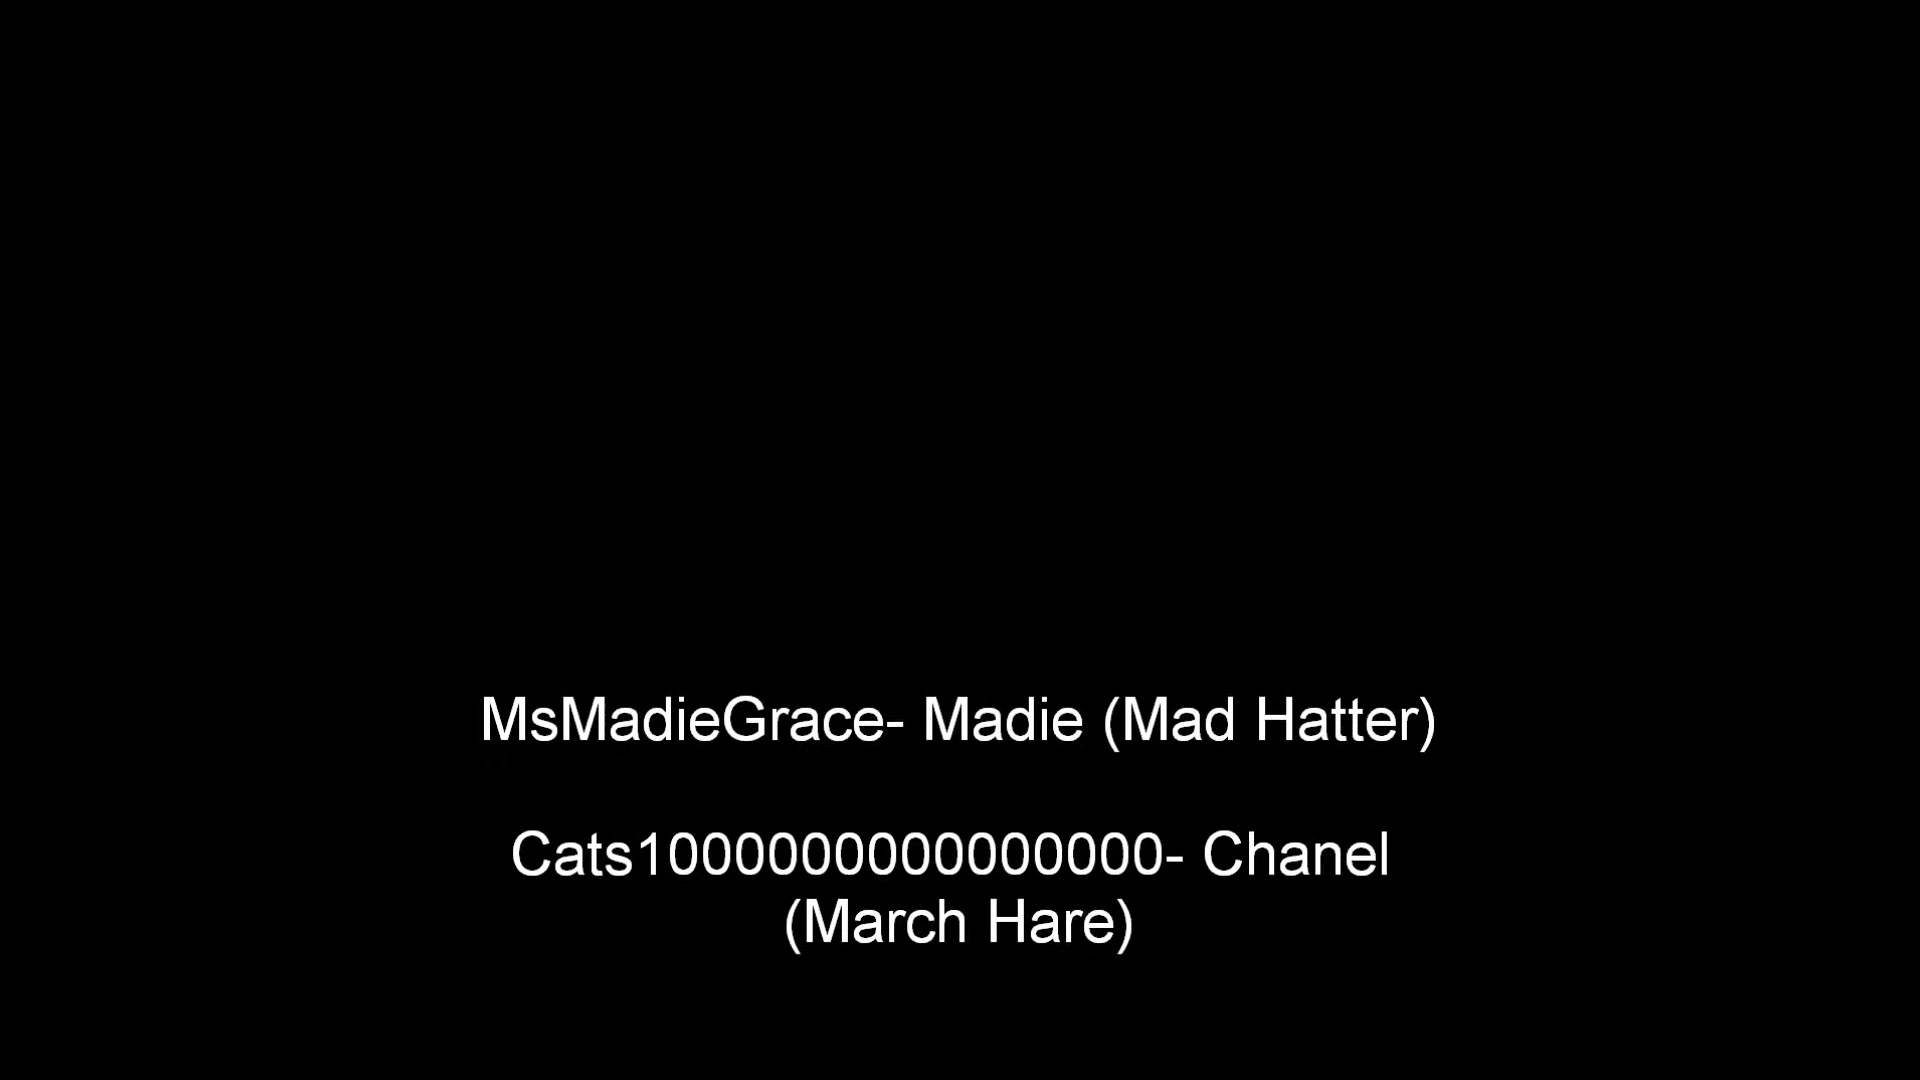 MsMadieGrace- Madie (Mad Hatter)
Cats1000000000000000- Chanel
(March Hare)